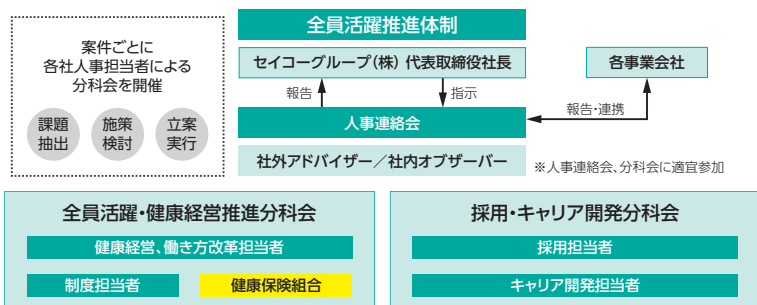 全員活躍推進体制
案件ごとに
各社人事担当者による
分科会を開催
課題
抽出
施策
検討
立案
実行
セイコーグループ(株) 代表取締役社長
各事業会社
報告
指示
報告・連携
人事連絡会
社外アドバイザー／社内オブザーバー
※人事連絡会、分科会に適宜参加
全員活躍・健康経営推進分科会
健康経営、働き方改革担当者
制度担当者
健康保険組合
採用・キャリア開発分科会
採用担当者
キャリア開発担当者